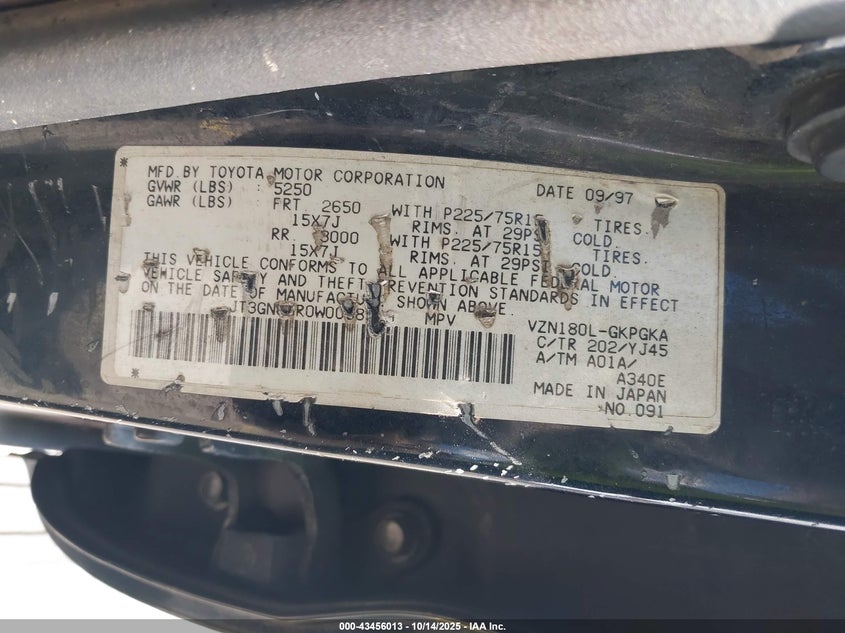 MFD.BY TOYOTA MOTOR CORPORATION DATE 09/97
GVWR (LBS) : 5250
GAWR (LBS) : FRT 2650 WITH P225/75R15 TIRES.
15X7J RIMS. AT 29PSI COLD.
RR 3000 WITH P225/75R15 TIRES.
15X7J RIMS. AT 29PSI COLD.
THIS VEHICLE CONFORMS TO ALL APPLICABLE FEDERAL MOTOR
VEHICLE SAFETY AND THEFT PREVENTION STANDARDS IN EFFECT
ON THE DATE OF MANUFACTURE SHOWN ABOVE.
MPV VZN180L-GKPGKA
C/TR 202/YJ45
A/TM A01A/
A340E
MADE IN JAPAN
NO.091
000-43456013 - 10/14/2025 - © IAA Inc.